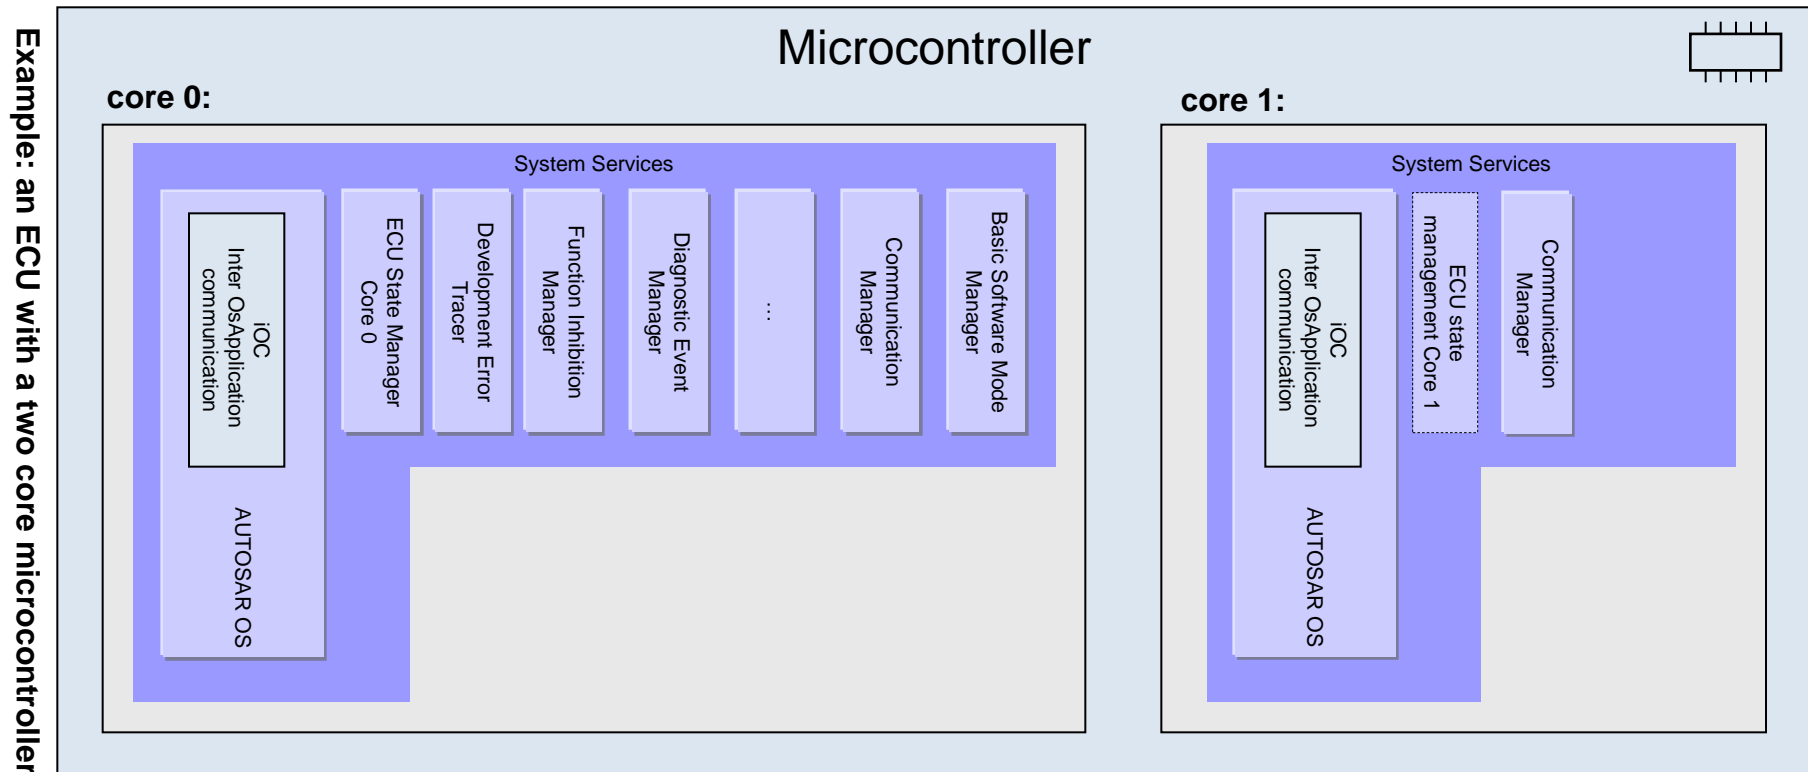 Example: an ECU with a two core microcontroller
Microcontroller
core 0:
System Services
iOC
Inter OsApplication
communication
AUTOSAR OS
ECU State Manager
Core 0
Development Error
Tracer
Function Inhibition
Manager
Diagnostic Event
Manager
...
Communication
Manager
Basic Software Mode
Manager
core 1:
System Services
iOC
Inter OsApplication
communication
AUTOSAR OS
ECU state
management Core 1
Communication
Manager